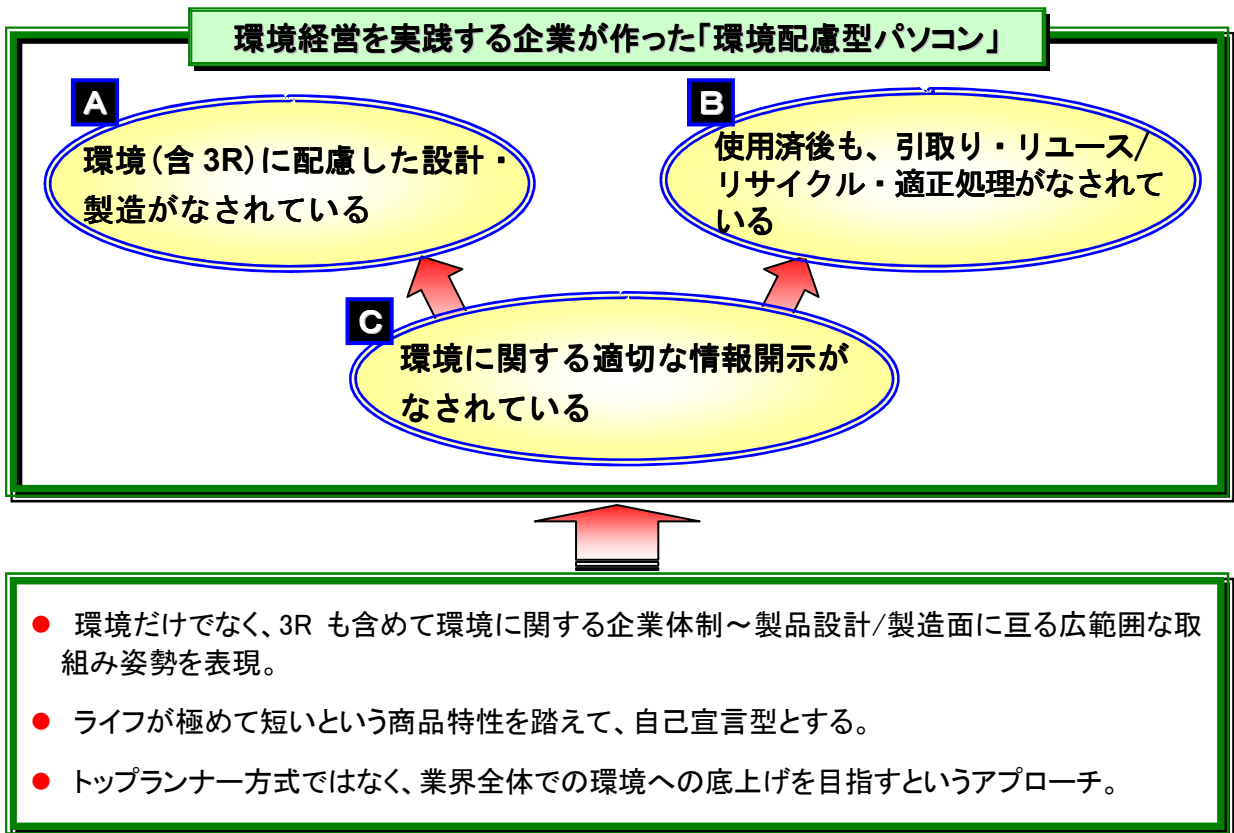 環境経営を実践する企業が作った「環境配慮型パソコン」
A
環境(含 3R)に配慮した設計・
製造がなされている
B
使用済後も、引取り・リユース/
リサイクル・適正処理がなされて
いる
C
環境に関する適切な情報開示が
なされている
● 環境だけでなく、3R も含めて環境に関する企業体制～製品設計/製造面に亘る広範囲な取
組み姿勢を表現。
● ライフが極めて短いという商品特性を踏えて、自己宣言型とする。
● トップランナー方式ではなく、業界全体での環境への底上げを目指すというアプローチ。